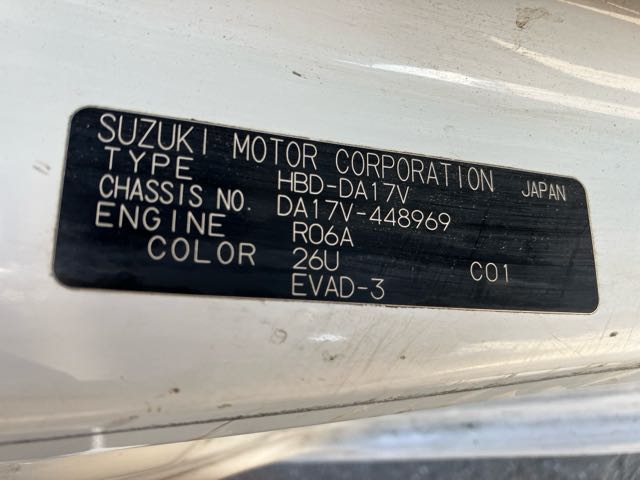 SUZUKI MOTOR CORPORATION JAPAN
TYPE HBD-DA17V
CHASSIS NO. DA17V-448969
ENGINE R06A
COLOR 26U C01
EVAD-3